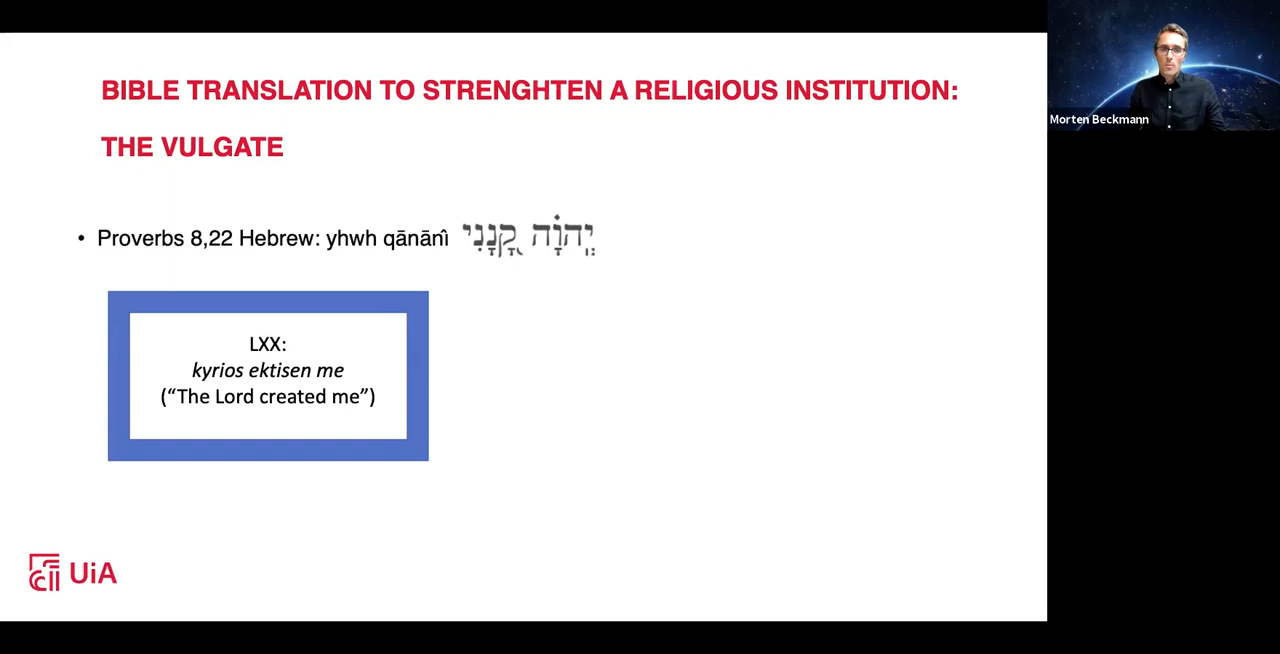 BIBLE TRANSLATION TO STRENGHTEN A RELIGIOUS INSTITUTION:
THE VULGATE
Morten Beckmann
• Proverbs 8,22 Hebrew: yhwh qānānî יְֽהוָ֗ה קָ֭נָנִי
LXX:
kyrios ektisen me
(“The Lord created me”)
UiA